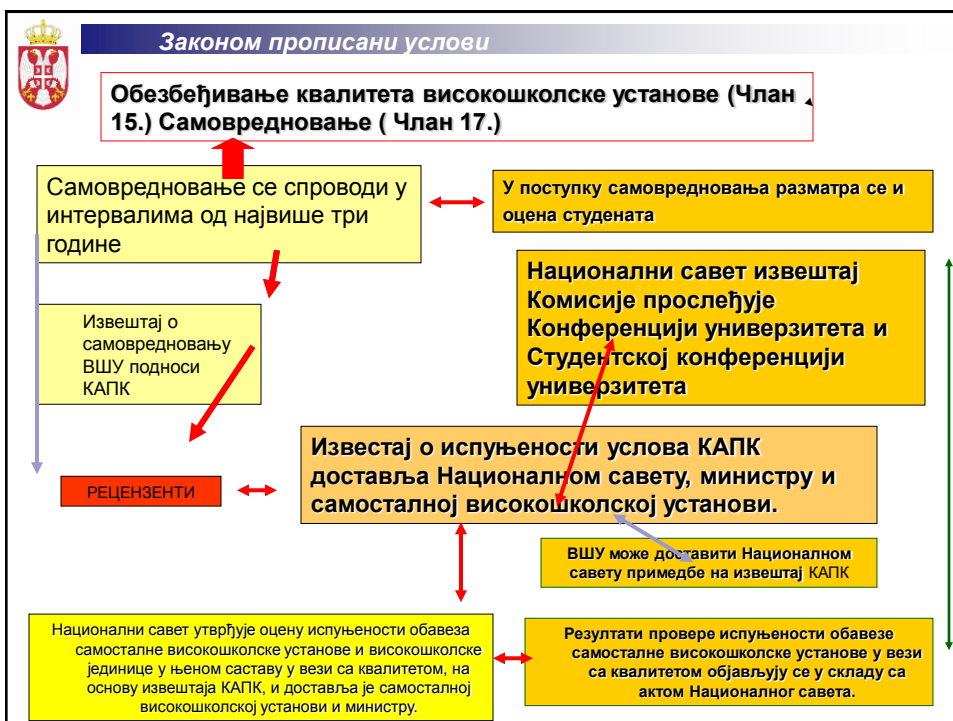 Законом прописани услови
Обезбеђивање квалитета високошколске установе (Члан
15.) Самовредновање ( Члан 17.)
Самовредновање се спроводи у
интервалима од највише три
године
У поступку самовредновања разматра се и
оцена студената
Национални савет извештај
Комисије прослеђује
Конференцији универзитета и
Студентској конференцији
универзитета
Извештај о
самовредновању
ВШУ подноси
КАПК
Известај о испуњености услова КАПК
доставља Националном савету, министру и
самосталној високошколској установи.
РЕЦЕНЗЕНТИ
ВШУ може доставити Националном
савету примедбе на извештај КАПК
Национални савет утврђује оцену испуњености обавеза
самосталне високошколске установе и високошколске
јединице у њеном саставу у вези са квалитетом, на
основу извештаја КАПК, и доставља је самосталној
високошколској установи и министру.
Резултати провере испуњености обавезе
самосталне високошколске установе у вези
са квалитетом објављују се у складу са
актом Националног савета.